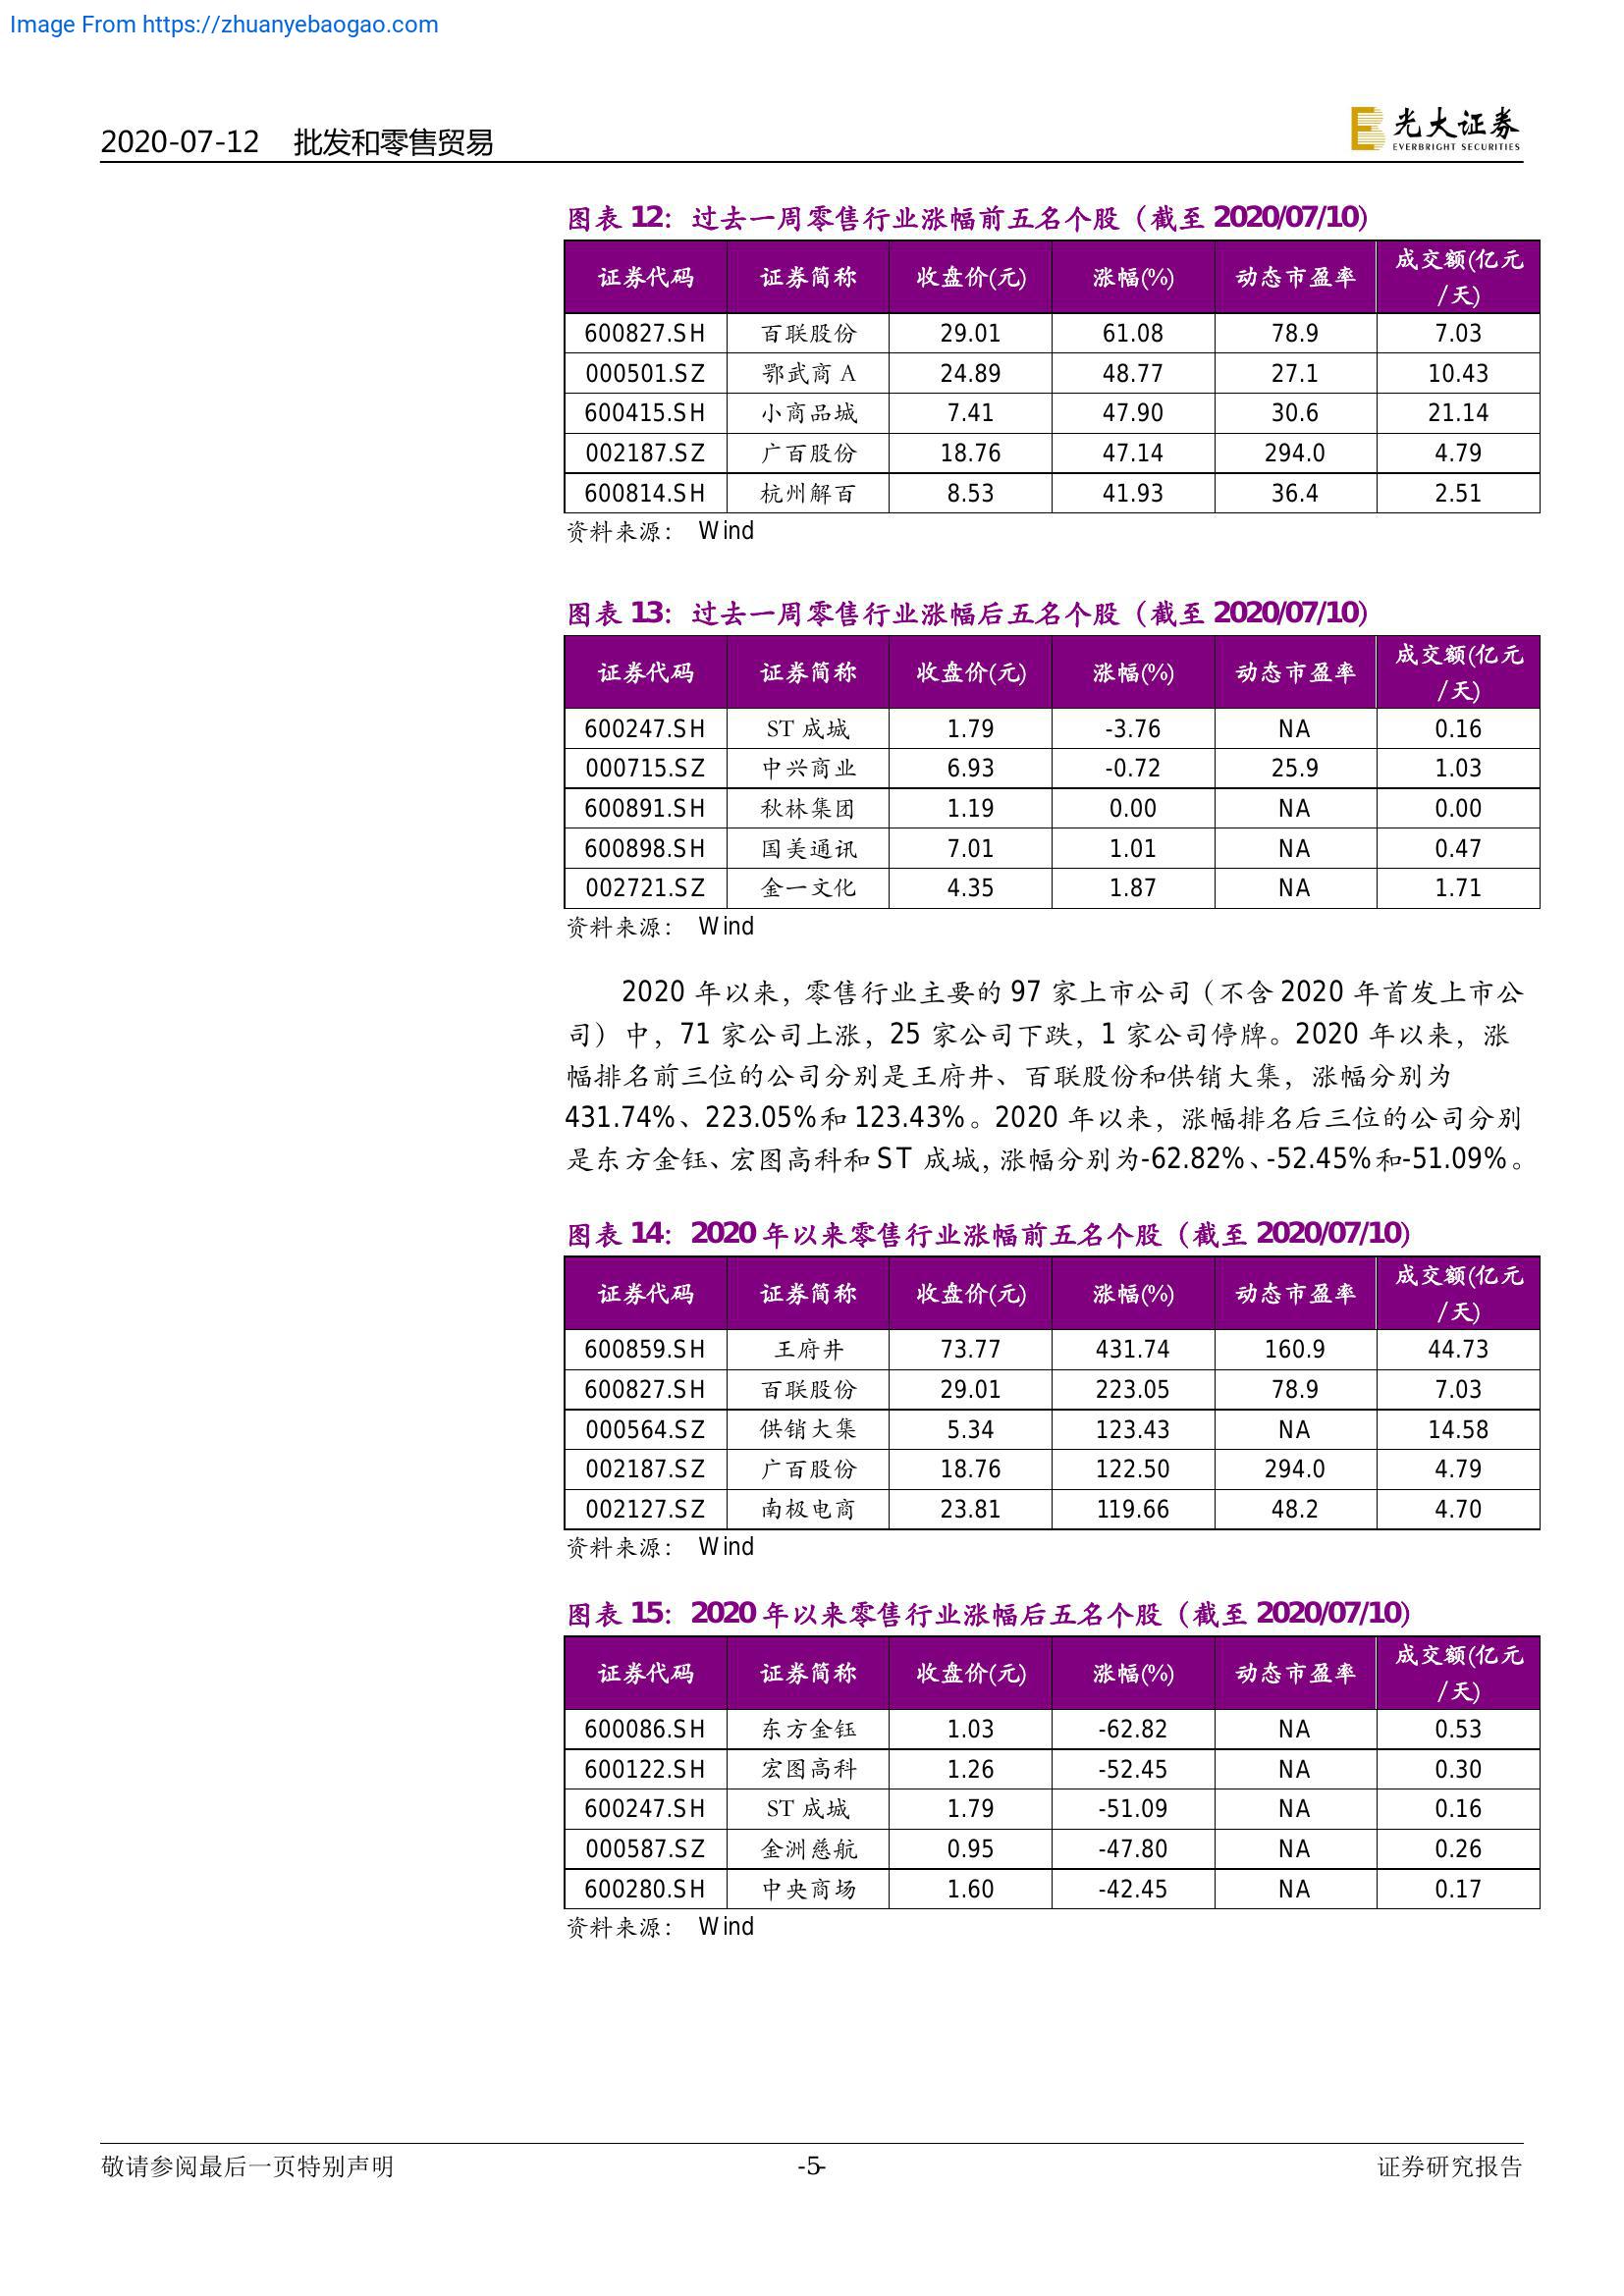 Image From https://zhuanyebaogao.com
2020-07-12 批发和零售贸易
光大证券
EVERBRIGHT SECURITIES
图表 12：过去一周零售行业涨幅前五名个股（截至 2020/07/10）
证券代码 证券简称 收盘价(元) 涨幅(%) 动态市盈率 成交额(亿元/天)
600827.SH 百联股份 29.01 61.08 78.9 7.03
000501.SZ 鄂武商 A 24.89 48.77 27.1 10.43
600415.SH 小商品城 7.41 47.90 30.6 21.14
002187.SZ 广百股份 18.76 47.14 294.0 4.79
600814.SH 杭州解百 8.53 41.93 36.4 2.51
资料来源： Wind
图表 13：过去一周零售行业涨幅后五名个股（截至 2020/07/10）
证券代码 证券简称 收盘价(元) 涨幅(%) 动态市盈率 成交额(亿元/天)
600247.SH ST 成城 1.79 -3.76 NA 0.16
000715.SZ 中兴商业 6.93 -0.72 25.9 1.03
600891.SH 秋林集团 1.19 0.00 NA 0.00
600898.SH 国美通讯 7.01 1.01 NA 0.47
002721.SZ 金一文化 4.35 1.87 NA 1.71
资料来源： Wind
2020 年以来，零售行业主要的 97 家上市公司（不含 2020 年首发上市公
司）中，71 家公司上涨，25 家公司下跌，1 家公司停牌。2020 年以来，涨
幅排名前三位的公司分别是王府井、百联股份和供销大集，涨幅分别为
431.74%、223.05%和 123.43%。2020 年以来，涨幅排名后三位的公司分别
是东方金钰、宏图高科和 ST 成城，涨幅分别为-62.82%、-52.45%和-51.09%。
图表 14：2020 年以来零售行业涨幅前五名个股（截至 2020/07/10）
证券代码 证券简称 收盘价(元) 涨幅(%) 动态市盈率 成交额(亿元/天)
600859.SH 王府井 73.77 431.74 160.9 44.73
600827.SH 百联股份 29.01 223.05 78.9 7.03
000564.SZ 供销大集 5.34 123.43 NA 14.58
002187.SZ 广百股份 18.76 122.50 294.0 4.79
002127.SZ 南极电商 23.81 119.66 48.2 4.70
资料来源： Wind
图表 15：2020 年以来零售行业涨幅后五名个股（截至 2020/07/10）
证券代码 证券简称 收盘价(元) 涨幅(%) 动态市盈率 成交额(亿元/天)
600086.SH 东方金钰 1.03 -62.82 NA 0.53
600122.SH 宏图高科 1.26 -52.45 NA 0.30
600247.SH ST 成城 1.79 -51.09 NA 0.16
000587.SZ 金洲慈航 0.95 -47.80 NA 0.26
600280.SH 中央商场 1.60 -42.45 NA 0.17
资料来源： Wind
敬请参阅最后一页特别声明 -5- 证券研究报告